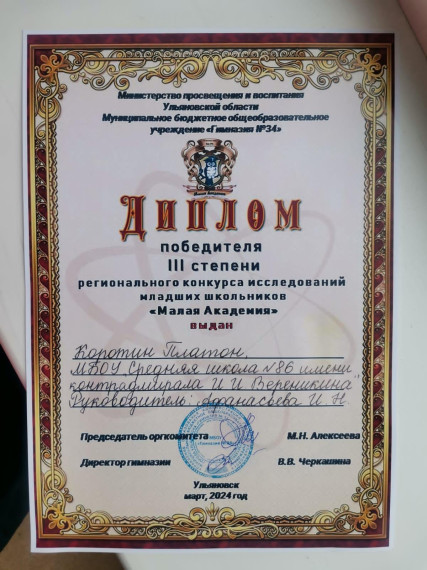 Министерство просвещения и воспитания
Ульяновской области
Муниципальное бюджетное общеобразовательное
учреждение «Гимназия №34»
Диплом
победителя
III степени
регионального конкурса исследований
младших школьников
«Малая Академия»
выдан
Коротин Платон,
МБОУ Средняя школа №86 имени
контрадмирала И И Вереникина"
Руководитель: Афанасьева И. Н
Председатель оргкомитета М.Н. Алексеева
Директор гимназии В.В. Черкашина
Ульяновск
март, 2024 год